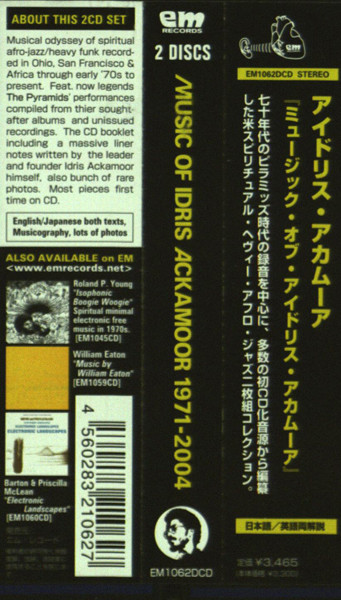 ABOUT THIS 2CD SET
Musical odyssey of spiritual
afro-jazz/heavy funk record-
ed in Ohio, San Francisco &
Africa through early '70s to
present. Feat. now legends
The Pyramids' performances
compiled from thier sought-
after albums and unissued
recordings. The CD booklet
including a massive liner
notes written by the leader
and founder Idris Ackamoor
himself, also bunch of rare
photos. Most pieces first
time on CD.
English/Japanese both texts,
Musicography, lots of photos
ALSO AVAILABLE on EM
<www.emrecords.net>
Roland P. Young
"Isophonic
Boogie Woogie"
Spiritual minimal
electronic free
music in 1970s.
[EM1045CD]
William Eaton
"Music by
William Eaton"
[EM1059CD]
ELECTRONIC LANDSCAPES
Barton & Priscilla
McLean
"Electronic
Landscapes"
[EM1060CD]
4 560283 210627
em
RECORDS
2 DISCS
MUSIC OF IDRIS ACKAMOOR 1971-2004
EM1062DCD
em
EM1062DCD STEREO
アイドリス・アカムーア
『ミュージック・オブ・アイドリス・アカムーア』
七十年代のピラミッズ時代の録音を中心に、多数の初CD化音源から編纂
した米スピリチュアル・ヘヴィー・アフロ・ジャズ二枚組コレクション。
日本語/英語両解説
定価 ¥3,465
(本体価格 ¥3,300)